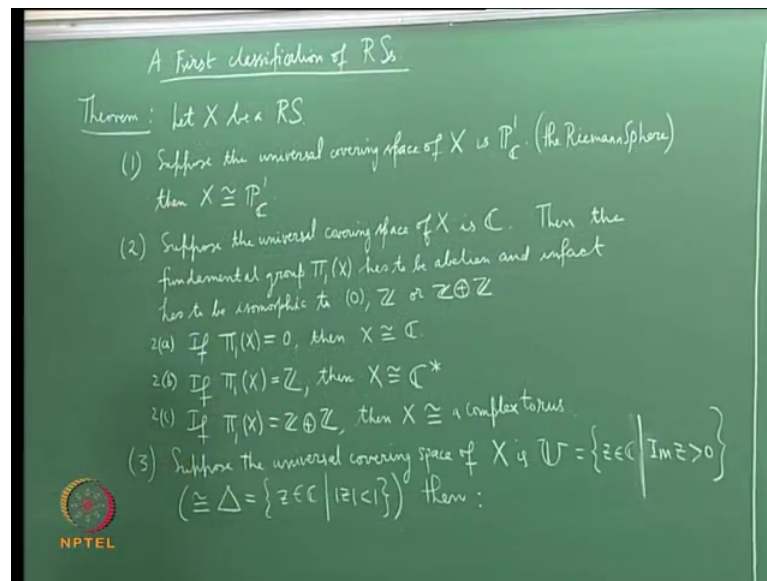 A First classification of RSs
Theorem: Let X be a RS.
(1) Suppose the universal covering space of X is ℙ¹_ℂ. (the Riemann Sphere)
then X ≅ ℙ¹_ℂ
(2) Suppose the universal covering space of X is ℂ. Then the
fundamental group π₁(X) has to be abelian and infact
has to be isomorphic to (0), ℤ or ℤ⊕ℤ
2(a) If π₁(X) = 0, then X ≅ ℂ.
2(b) If π₁(X) = ℤ, then X ≅ ℂ*
2(c) If π₁(X) = ℤ⊕ℤ, then X ≅ a complex torus.
(3) Suppose the universal covering space of X is U = {z∈ℂ | Im z > 0}
(≅ Δ = {z∈ℂ | |z|<1}) then :
NPTEL